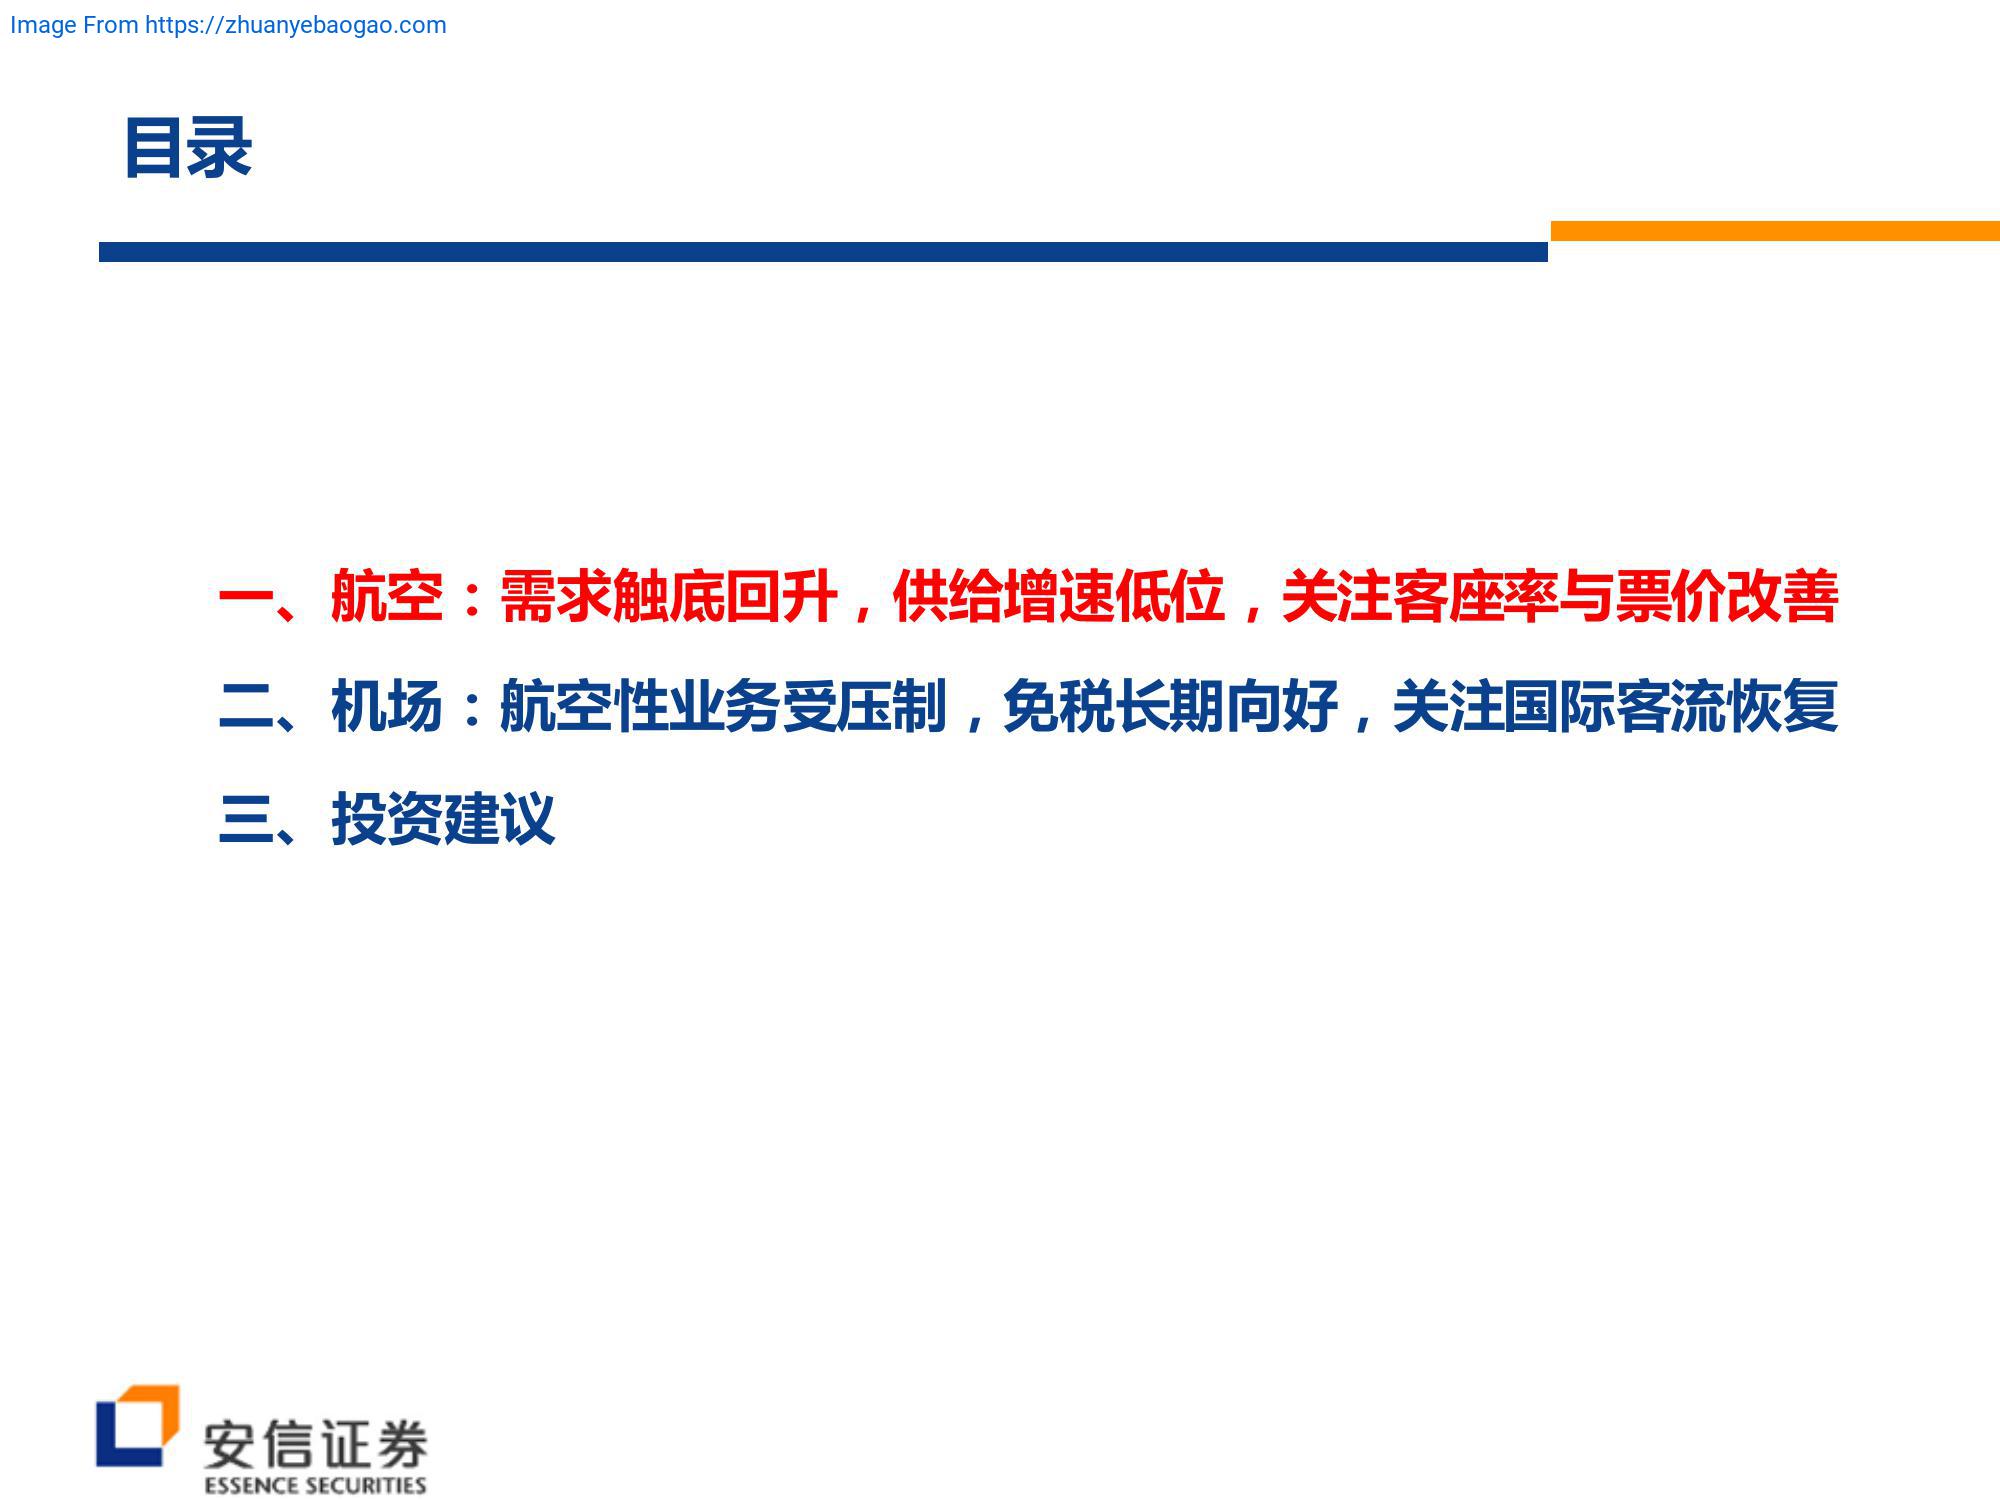 Image From https://zhuanyebaogao.com
目录
一、航空：需求触底回升，供给增速低位，关注客座率与票价改善
二、机场：航空性业务受压制，免税长期向好，关注国际客流恢复
三、投资建议
安信证券
ESSENCE SECURITIES